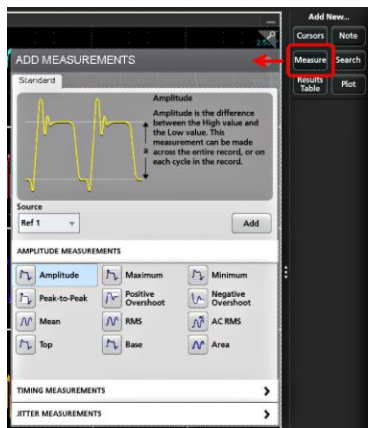 Add New...
Cursors Note
2.5
ADD MEASUREMENTS
Measure Search
Standard
Results Table Plot
Amplitude
Amplitude is the difference
between the High value and
the Low value. This
measurement can be made
across the entire record, or on
each cycle in the record.
a
Source
Ref 1
Add
AMPLITUDE MEASUREMENTS
Amplitude Maximum Minimum
Peak-to-Peak Positive Overshoot Negative Overshoot
Mean RMS AC RMS
Top Base Area
TIMING MEASUREMENTS
JITTER MEASUREMENTS